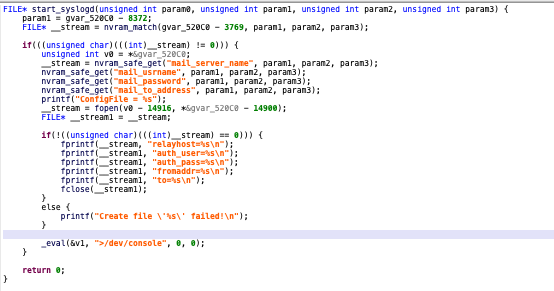 FILE* start_syslogd(unsigned int param0, unsigned int param1, unsigned int param2, unsigned int param3) {
    param1 = gvar_520C0 - 8372;
    FILE* __stream = nvram_match(gvar_520C0 - 3769, param1, param2, param3);

    if(((unsigned char)(((int)__stream) != 0))) {
        unsigned int v0 = *&gvar_520C0;
        __stream = nvram_safe_get("mail_server_name", param1, param2, param3);
        nvram_safe_get("mail_usrname", param1, param2, param3);
        nvram_safe_get("mail_password", param1, param2, param3);
        nvram_safe_get("mail_to_address", param1, param2, param3);
        printf("ConfigFile = %s");
        __stream = fopen(v0 - 14916, *&gvar_520C0 - 14900);
        FILE* __stream1 = __stream;

        if(!((unsigned char)(((int)__stream) == 0))) {
            fprintf(__stream, "relayhost=%s\n");
            fprintf(__stream1, "auth_user=%s\n");
            fprintf(__stream1, "auth_pass=%s\n");
            fprintf(__stream1, "fromaddr=%s\n");
            fprintf(__stream1, "to=%s\n");
            fclose(__stream1);
        }
        else {
            printf("Create file \'%s\' failed!\n");
        }

        _eval(&v1, ">/dev/console", 0, 0);
    }

    return 0;
}